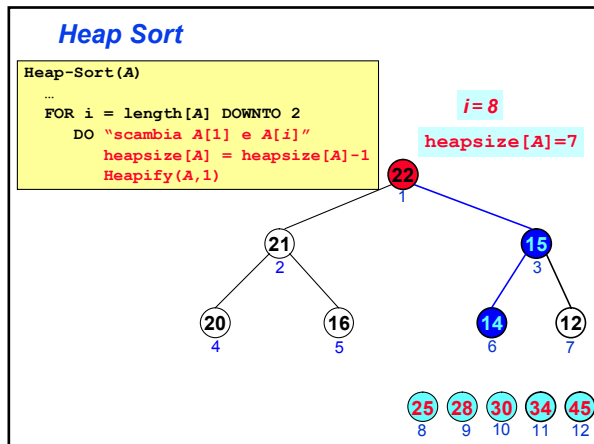 Heap Sort
Heap-Sort(A)
…
FOR i = length[A] DOWNTO 2
DO “scambia A[1] e A[i]”
heapsize[A] = heapsize[A]-1
Heapify(A,1)
i = 8
heapsize[A]=7
22
1
21
2
15
3
20
4
16
5
14
6
12
7
25 28 30 34 45
8 9 10 11 12